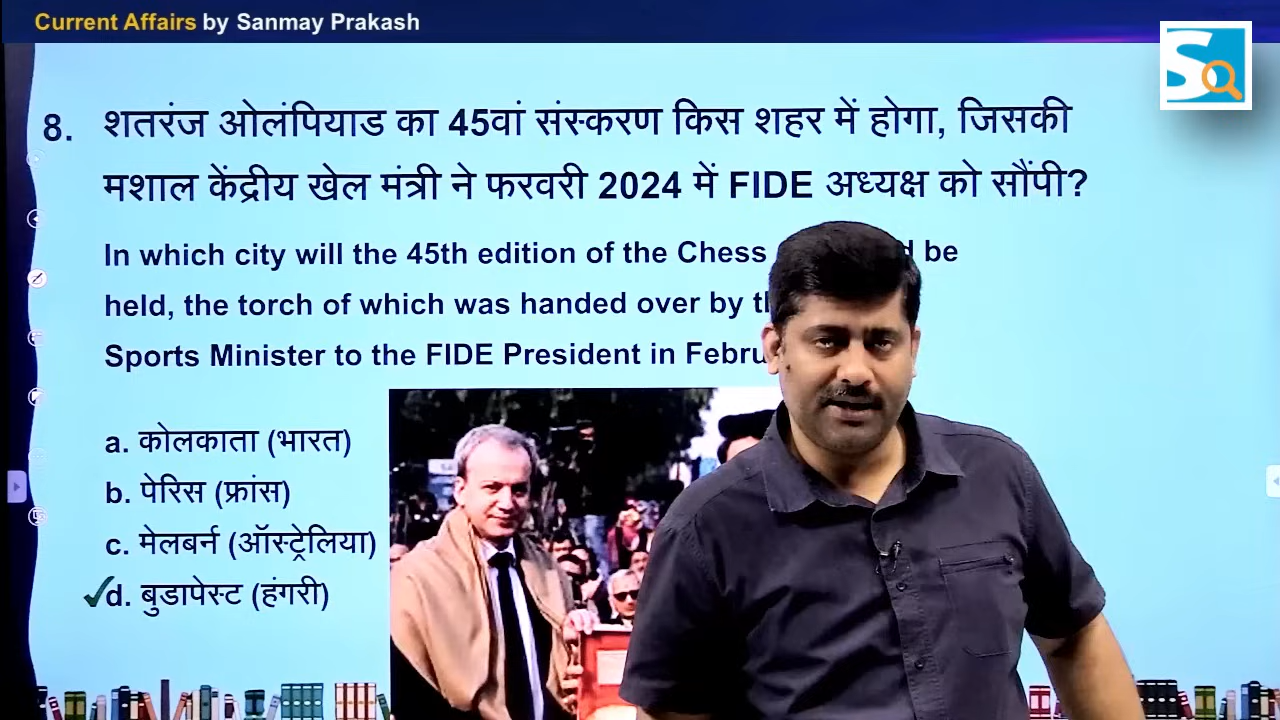 Current Affairs by Sanmay Prakash
SQ
8. शतरंज ओलंपियाड का 45वां संस्करण किस शहर में होगा, जिसकी
मशाल केंद्रीय खेल मंत्री ने फरवरी 2024 में FIDE अध्यक्ष को सौंपी?
In which city will the 45th edition of the Chess be
held, the torch of which was handed over by
Sports Minister to the FIDE President in
a. कोलकाता (भारत)
b. पेरिस (फ्रांस)
c. मेलबर्न (ऑस्ट्रेलिया)
d. बुडापेस्ट (हंगरी)